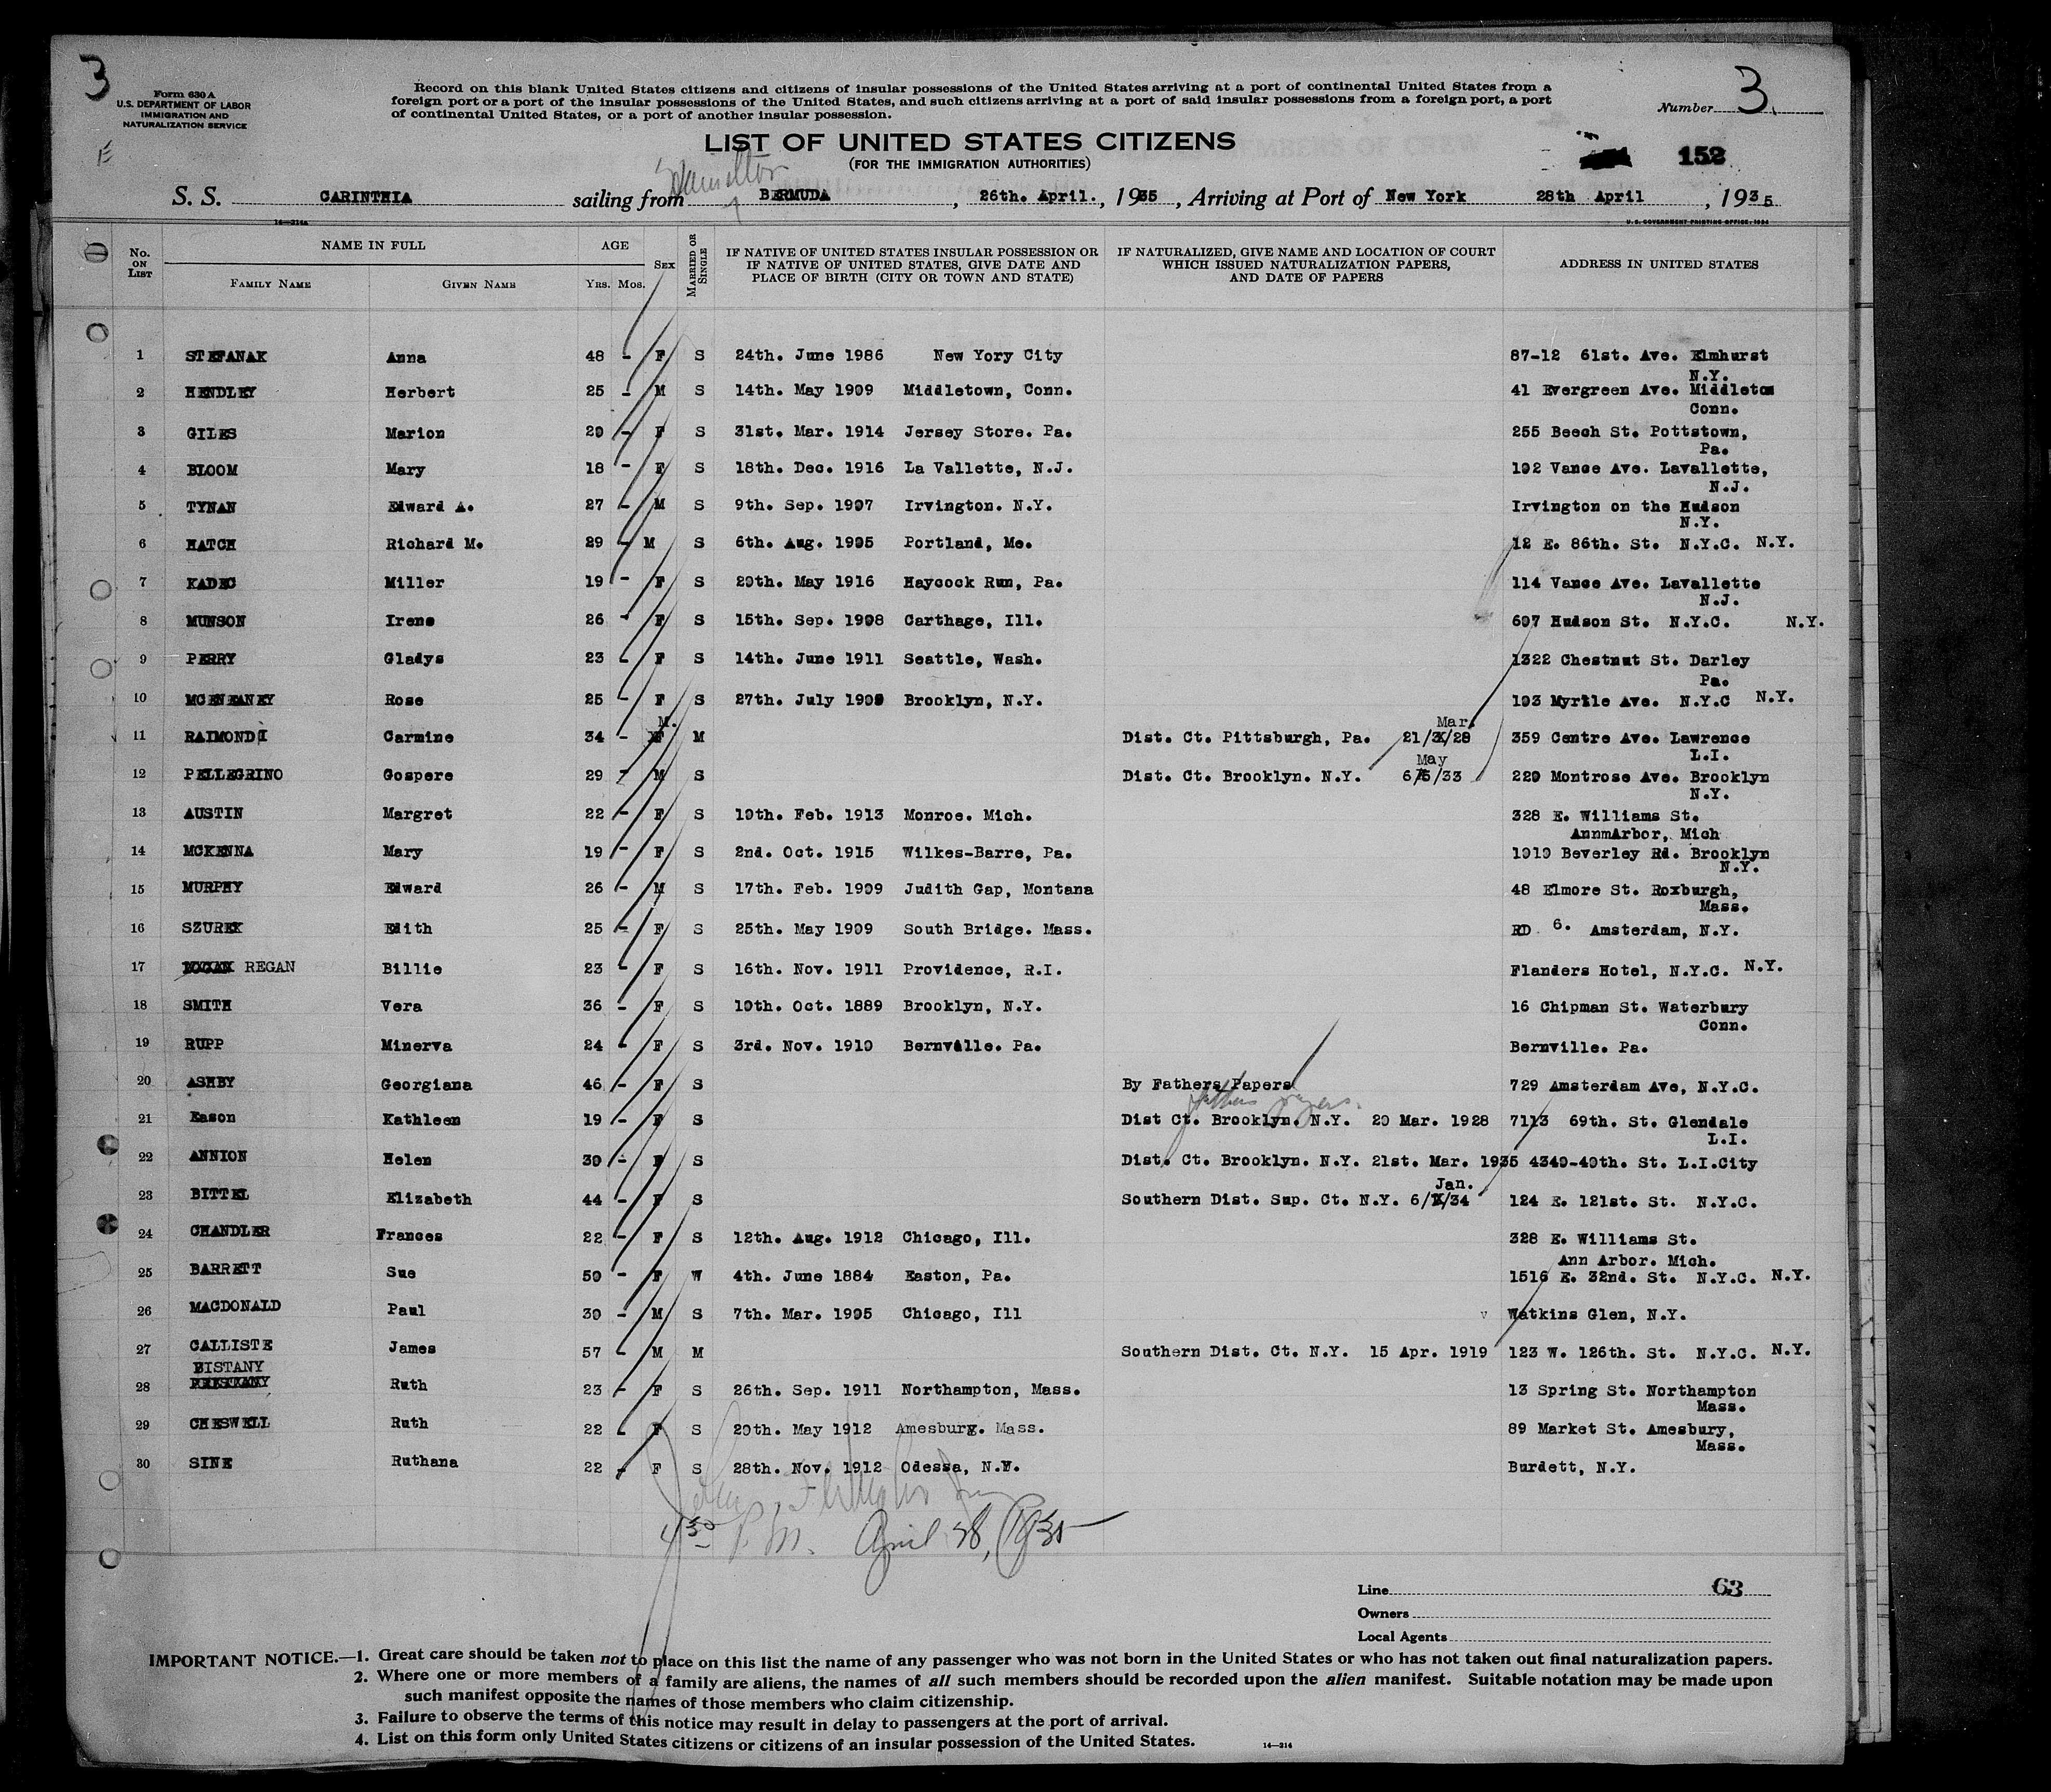 3
Form 630 A
U.S. DEPARTMENT OF LABOR
IMMIGRATION AND
NATURALIZATION SERVICE
E
Record on this blank United States citizens and citizens of insular possessions of the United States arriving at a port of continental United States from a
foreign port or a port of the insular possessions of the United States, and such citizens arriving at a port of said insular possessions from a foreign port, a port
of continental United States, or a port of another insular possession.
Number 3
LIST OF UNITED STATES CITIZENS
(FOR THE IMMIGRATION AUTHORITIES)
152
Hamilton
S. S. CARINTHIA sailing from BERMUDA, 26th. April., 1935, Arriving at Port of New York 28th April, 1935
14—214a
U. S. GOVERNMENT PRINTING OFFICE: 1934
No. ON LIST NAME IN FULL FAMILY NAME GIVEN NAME AGE YRS. MOS. SEX MARRIED OR SINGLE IF NATIVE OF UNITED STATES INSULAR POSSESSION OR IF NATIVE OF UNITED STATES, GIVE DATE AND PLACE OF BIRTH (CITY OR TOWN AND STATE) IF NATURALIZED, GIVE NAME AND LOCATION OF COURT WHICH ISSUED NATURALIZATION PAPERS, AND DATE OF PAPERS ADDRESS IN UNITED STATES
1 STEFANAK Anna 48 - F S 24th. June 1986 New Yory City 87-12 61st. Ave. Elmhurst
N.Y.
2 HENDLEY Herbert 25 - M S 14th. May 1909 Middletown, Conn. 41 Evergreen Ave. Middleton
Conn.
3 GILES Marion 20 - F S 31st. Mar. 1914 Jersey Store. Pa. 255 Beech St. Pottstown,
Pa.
4 BLOOM Mary 18 - F S 18th. Dec. 1916 La Vallette, N.J. 102 Vance Ave. Lavallette,
N.J.
5 TYNAN Edward A. 27 - M S 9th. Sep. 1907 Irvington. N.Y. Irvington on the Hudson
N.Y.
6 HATCH Richard M. 29 - M S 6th. Aug. 1905 Portland, Me. 12 E. 86th. St. N.Y.C. N.Y.
7 KADEC Miller 19 - F S 20th. May 1916 Haycock Run, Pa. 114 Vance Ave. Lavallette
N.J.
8 MUNSON Irene 26 - F S 15th. Sep. 1908 Carthage, Ill. 607 Hudson St. N.Y.C. N.Y.
9 PERRY Gladys 23 - F S 14th. June 1911 Seattle, Wash. 1322 Chestnut St. Darley
Pa.
10 MCENEANEY Rose 25 - F S 27th. July 1909 Brooklyn, N.Y. 103 Myrtle Ave. N.Y.C N.Y.
M. Mar.
11 RAIMONDI Carmine 34 - F M Dist. Ct. Pittsburgh, Pa. 21/3/28 359 Centre Ave. Lawrence
L.I.
May
12 PELLEGRINO Gospere 29 - M S Dist. Ct. Brooklyn. N.Y. 6/5/33 220 Montrose Ave. Brooklyn
N.Y.
13 AUSTIN Margret 22 - F S 10th. Feb. 1913 Monroe. Mich. 328 E. Williams St.
AnnmArbor, Mich
14 MCKENNA Mary 19 - F S 2nd. Oct. 1915 Wilkes-Barre, Pa. 1010 Beverley Rd. Brooklyn
N.Y.
15 MURPHY Edward 26 - M S 17th. Feb. 1909 Judith Gap, Montana 48 Elmore St. Roxburgh,
Mass.
16 SZUREK Edith 25 - F S 25th. May 1909 South Bridge. Mass. RD 6. Amsterdam, N.Y.
17 REGAN Billie 23 - F S 16th. Nov. 1911 Providence, R.I. Flanders Hotel, N.Y.C. N.Y.
18 SMITH Vera 36 - F S 10th. Oct. 1889 Brooklyn, N.Y. 16 Chipman St. Waterbury
Conn.
19 RUPP Minerva 24 - F S 3rd. Nov. 1910 Bernville. Pa. Bernville. Pa.
20 ASHBY Georgiana 46 - F S By Fathers Papers 729 Amsterdam Ave, N.Y.C.
fathers papers.
21 Eason Kathleen 19 - F S Dist Ct. Brooklyn. N.Y. 20 Mar. 1928 7113 69th. St. Glendale
L.I.
22 ANNION Helen 30 - F S Dist. Ct. Brooklyn. N.Y. 21st. Mar. 1935 4340-40th. St. L.I.City
Jan.
23 BITTEL Elizabeth 44 - F S Southern Dist. Sup. Ct. N.Y. 6/1/34 124 E. 121st. St. N.Y.C.
24 CHANDLER Frances 22 - F S 12th. Aug. 1912 Chicago, Ill. 328 E. Williams St.
Ann Arbor. Mich.
25 BARRETT Sue 50 - F W 4th. June 1884 Easton, Pa. 1516 E. 32nd. St. N.Y.C. N.Y.
26 MACDONALD Paul 30 - M S 7th. Mar. 1905 Chicago, Ill v Watkins Glen, N.Y.
27 CALLISTE James 57 - M M Southern Dist. Ct. N.Y. 15 Apr. 1919 123 W. 126th. St. N.Y.C. N.Y.
BISTANY
28 Ruth 23 - F S 26th. Sep. 1911 Northampton, Mass. 13 Spring St. Northampton
Mass.
29 CHESWELL Ruth 22 - F S 20th. May 1912 Amesburg. Mass. 89 Market St. Amesbury,
Mass.
30 SINE Ruthana 22 - F S 28th. Nov. 1912 Odessa, N.Y. Burdett, N.Y.
4 30 P.M. April 28, 1935
Line 63
Owners
Local Agents
IMPORTANT NOTICE.—1. Great care should be taken not to place on this list the name of any passenger who was not born in the United States or who has not taken out final naturalization papers.
2. Where one or more members of a family are aliens, the names of all such members should be recorded upon the alien manifest. Suitable notation may be made upon
such manifest opposite the names of those members who claim citizenship.
3. Failure to observe the terms of this notice may result in delay to passengers at the port of arrival.
4. List on this form only United States citizens or citizens of an insular possession of the United States.
14—214